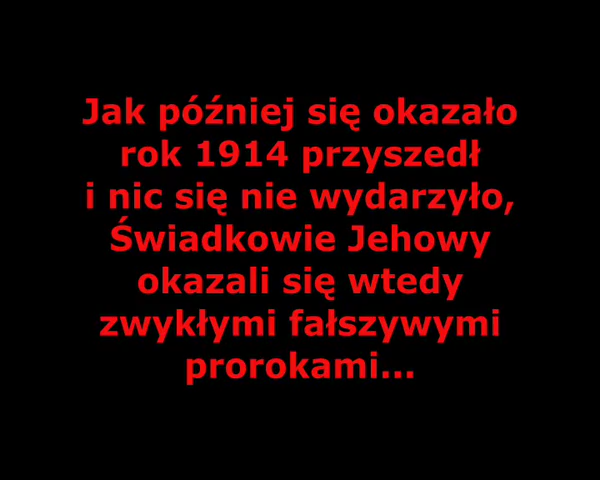 Jak później się okazało
rok 1914 przyszedł
i nic się nie wydarzyło,
Świadkowie Jehowy
okazali się wtedy
zwykłymi fałszywymi
prorokami...